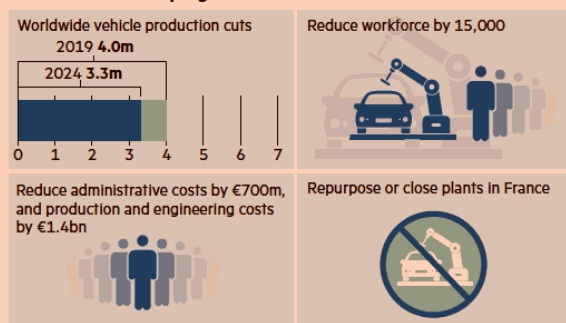 Worldwide vehicle production cuts
2019 4.0m
2024 3.3m
0 1 2 3 4 5 6 7
Reduce workforce by 15,000
Reduce administrative costs by €700m,
and production and engineering costs
by €1.4bn
Repurpose or close plants in France